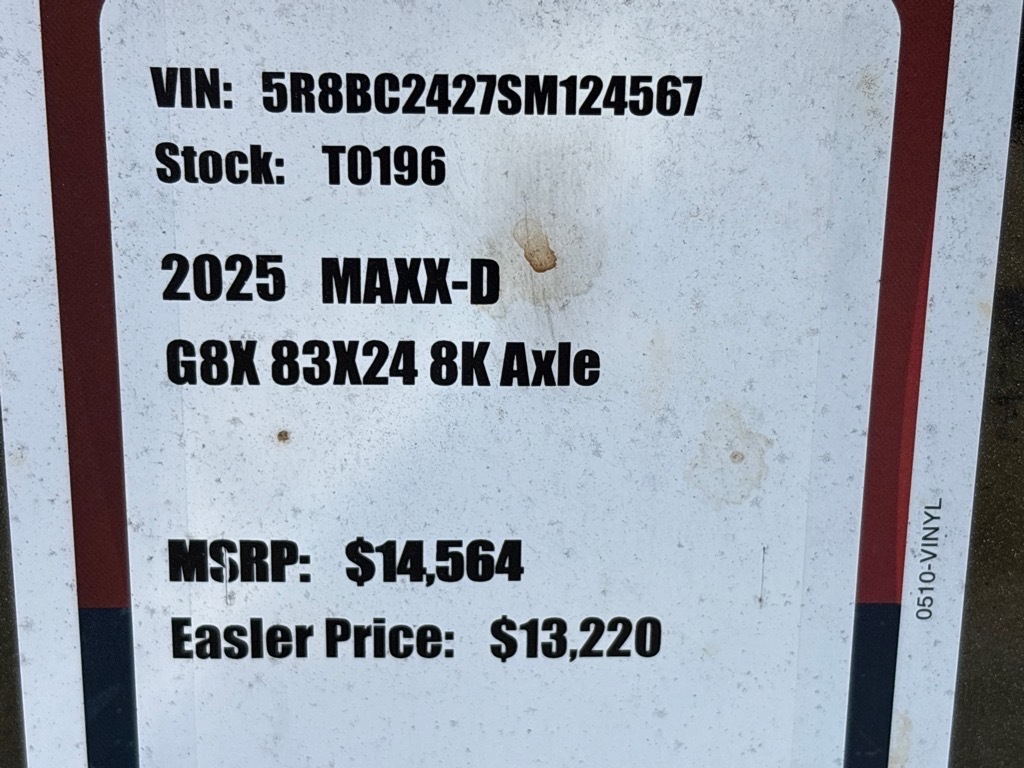 VIN: 5R8BC2427SM124567
Stock: T0196
2025 MAXX-D
G8X 83X24 8K Axle
MSRP: $14,564
Easler Price: $13,220
0510-VINYL